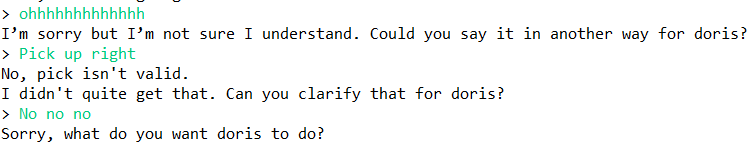 > ohhhhhhhhhhhhh
I’m sorry but I’m not sure I understand. Could you say it in another way for doris?
> Pick up right
No, pick isn't valid.
I didn't quite get that. Can you clarify that for doris?
> No no no
Sorry, what do you want doris to do?